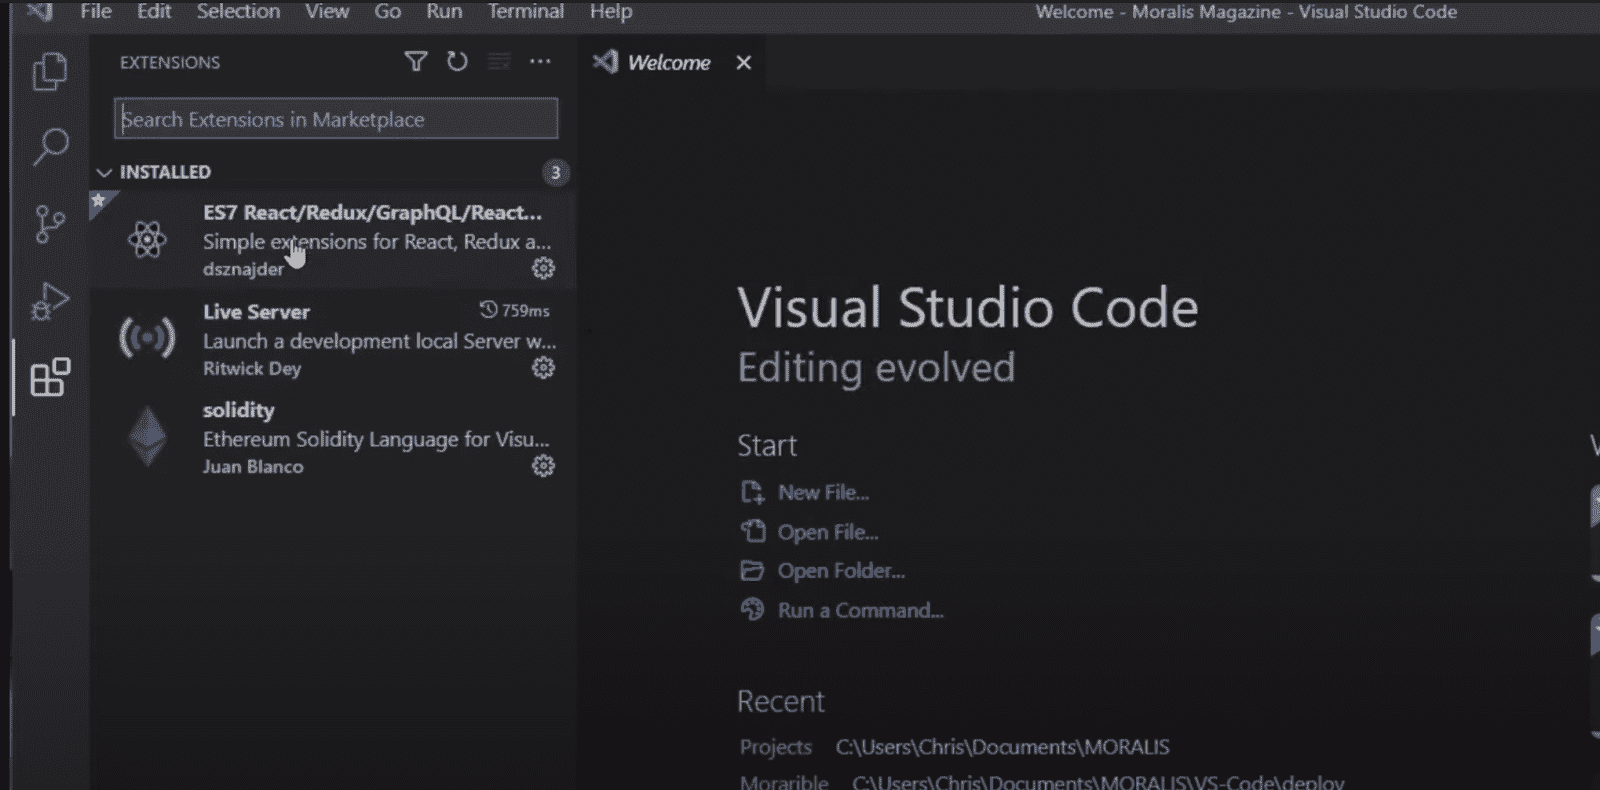 File Edit Selection View Go Run Terminal Help Welcome - Moralis Magazine - Visual Studio Code
EXTENSIONS
Welcome
Search Extensions in Marketplace
INSTALLED 3
ES7 React/Redux/GraphQL/React...
Simple extensions for React, Redux a...
dsznajder
Live Server 759ms
Launch a development local Server w...
Ritwick Dey
solidity
Ethereum Solidity Language for Visu...
Juan Blanco
Visual Studio Code
Editing evolved
Start
New File...
Open File...
Open Folder...
Run a Command...
Recent
Projects C:\Users\Chris\Documents\MORALIS
Morarible C:\Users\Chris\Documents\MORALIS\VS-Code\deploy